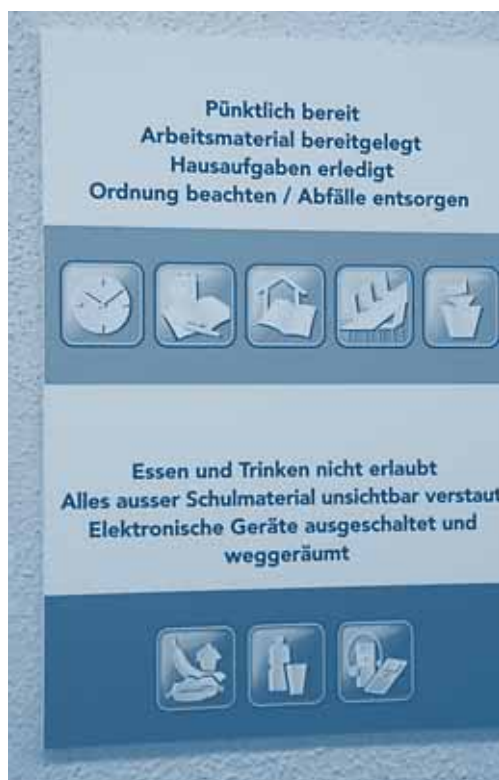 Pünktlich bereit
Arbeitsmaterial bereitgelegt
Hausaufgaben erledigt
Ordnung beachten / Abfälle entsorgen
Essen und Trinken nicht erlaubt
Alles ausser Schulmaterial unsichtbar verstaut
Elektronische Geräte ausgeschaltet und
weggeräumt